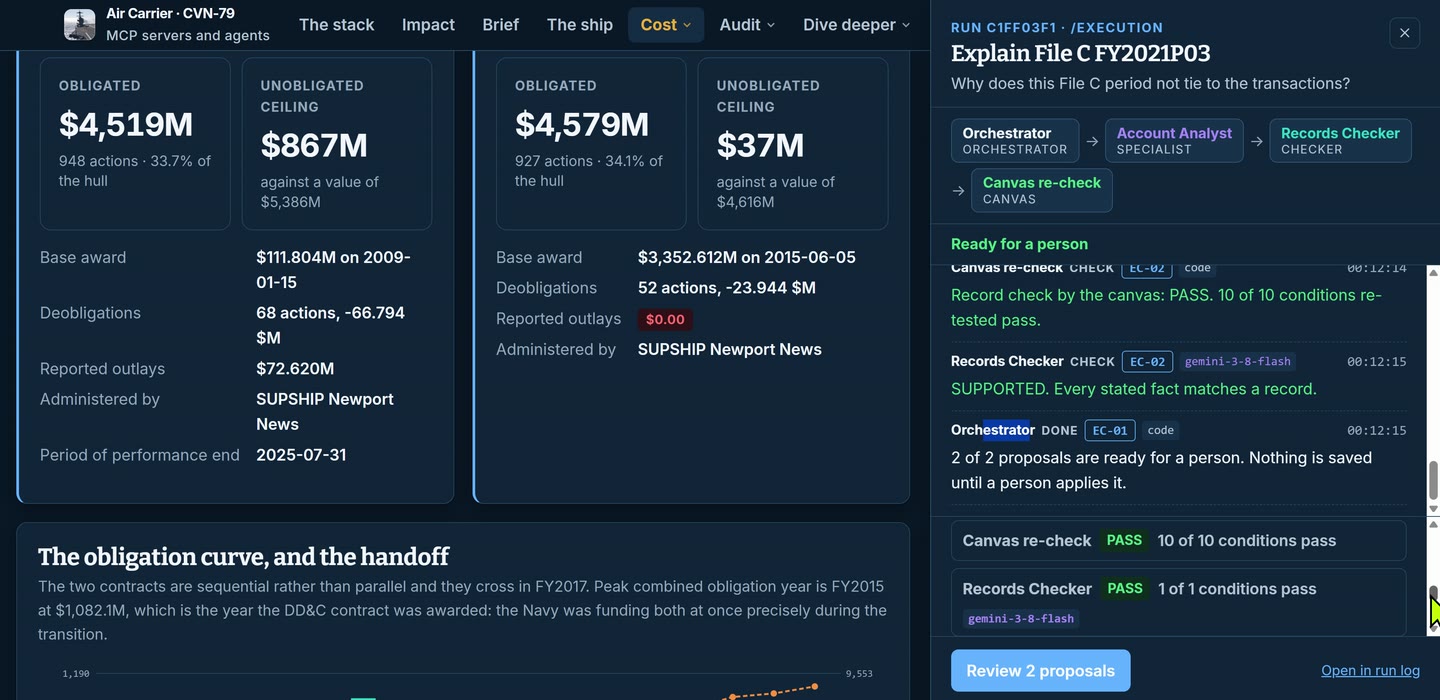 Air Carrier · CVN-79
MCP servers and agents
The stack
Impact
Brief
The ship
Cost
Audit
Dive deeper
OBLIGATED
$4,519M
948 actions · 33.7% of
the hull
UNOBLIGATED
CEILING
$867M
against a value of
$5,386M
Base award
$111.804M on 2009-
01-15
Deobligations
68 actions, -66.794
$M
Reported outlays
$72.620M
Administered by
SUPSHIP Newport
News
Period of performance end
2025-07-31
OBLIGATED
$4,579M
927 actions · 34.1% of
the hull
UNOBLIGATED
CEILING
$37M
against a value of
$4,616M
Base award
$3,352.612M on 2015-06-05
Deobligations
52 actions, -23.944 $M
Reported outlays
$0.00
Administered by
SUPSHIP Newport News
The obligation curve, and the handoff
The two contracts are sequential rather than parallel and they cross in FY2017. Peak combined obligation year is FY2015
at $1,082.1M, which is the year the DD&C contract was awarded: the Navy was funding both at once precisely during the
transition.
1,190
9,553
RUN C1FF03F1 · /EXECUTION
Explain File C FY2021P03
Why does this File C period not tie to the transactions?
Orchestrator
ORCHESTRATOR
→
Account Analyst
SPECIALIST
→
Records Checker
CHECKER
→
Canvas re-check
CANVAS
Ready for a person
Canvas re-check CHECK EC-02 code 00:12:14
Record check by the canvas: PASS. 10 of 10 conditions re-
tested pass.
Records Checker CHECK EC-02 gemini-3-8-flash 00:12:15
SUPPORTED. Every stated fact matches a record.
Orchestrator DONE EC-01 code 00:12:15
2 of 2 proposals are ready for a person. Nothing is saved
until a person applies it.
Canvas re-check PASS 10 of 10 conditions pass
Records Checker PASS 1 of 1 conditions pass
gemini-3-8-flash
Review 2 proposals
Open in run log